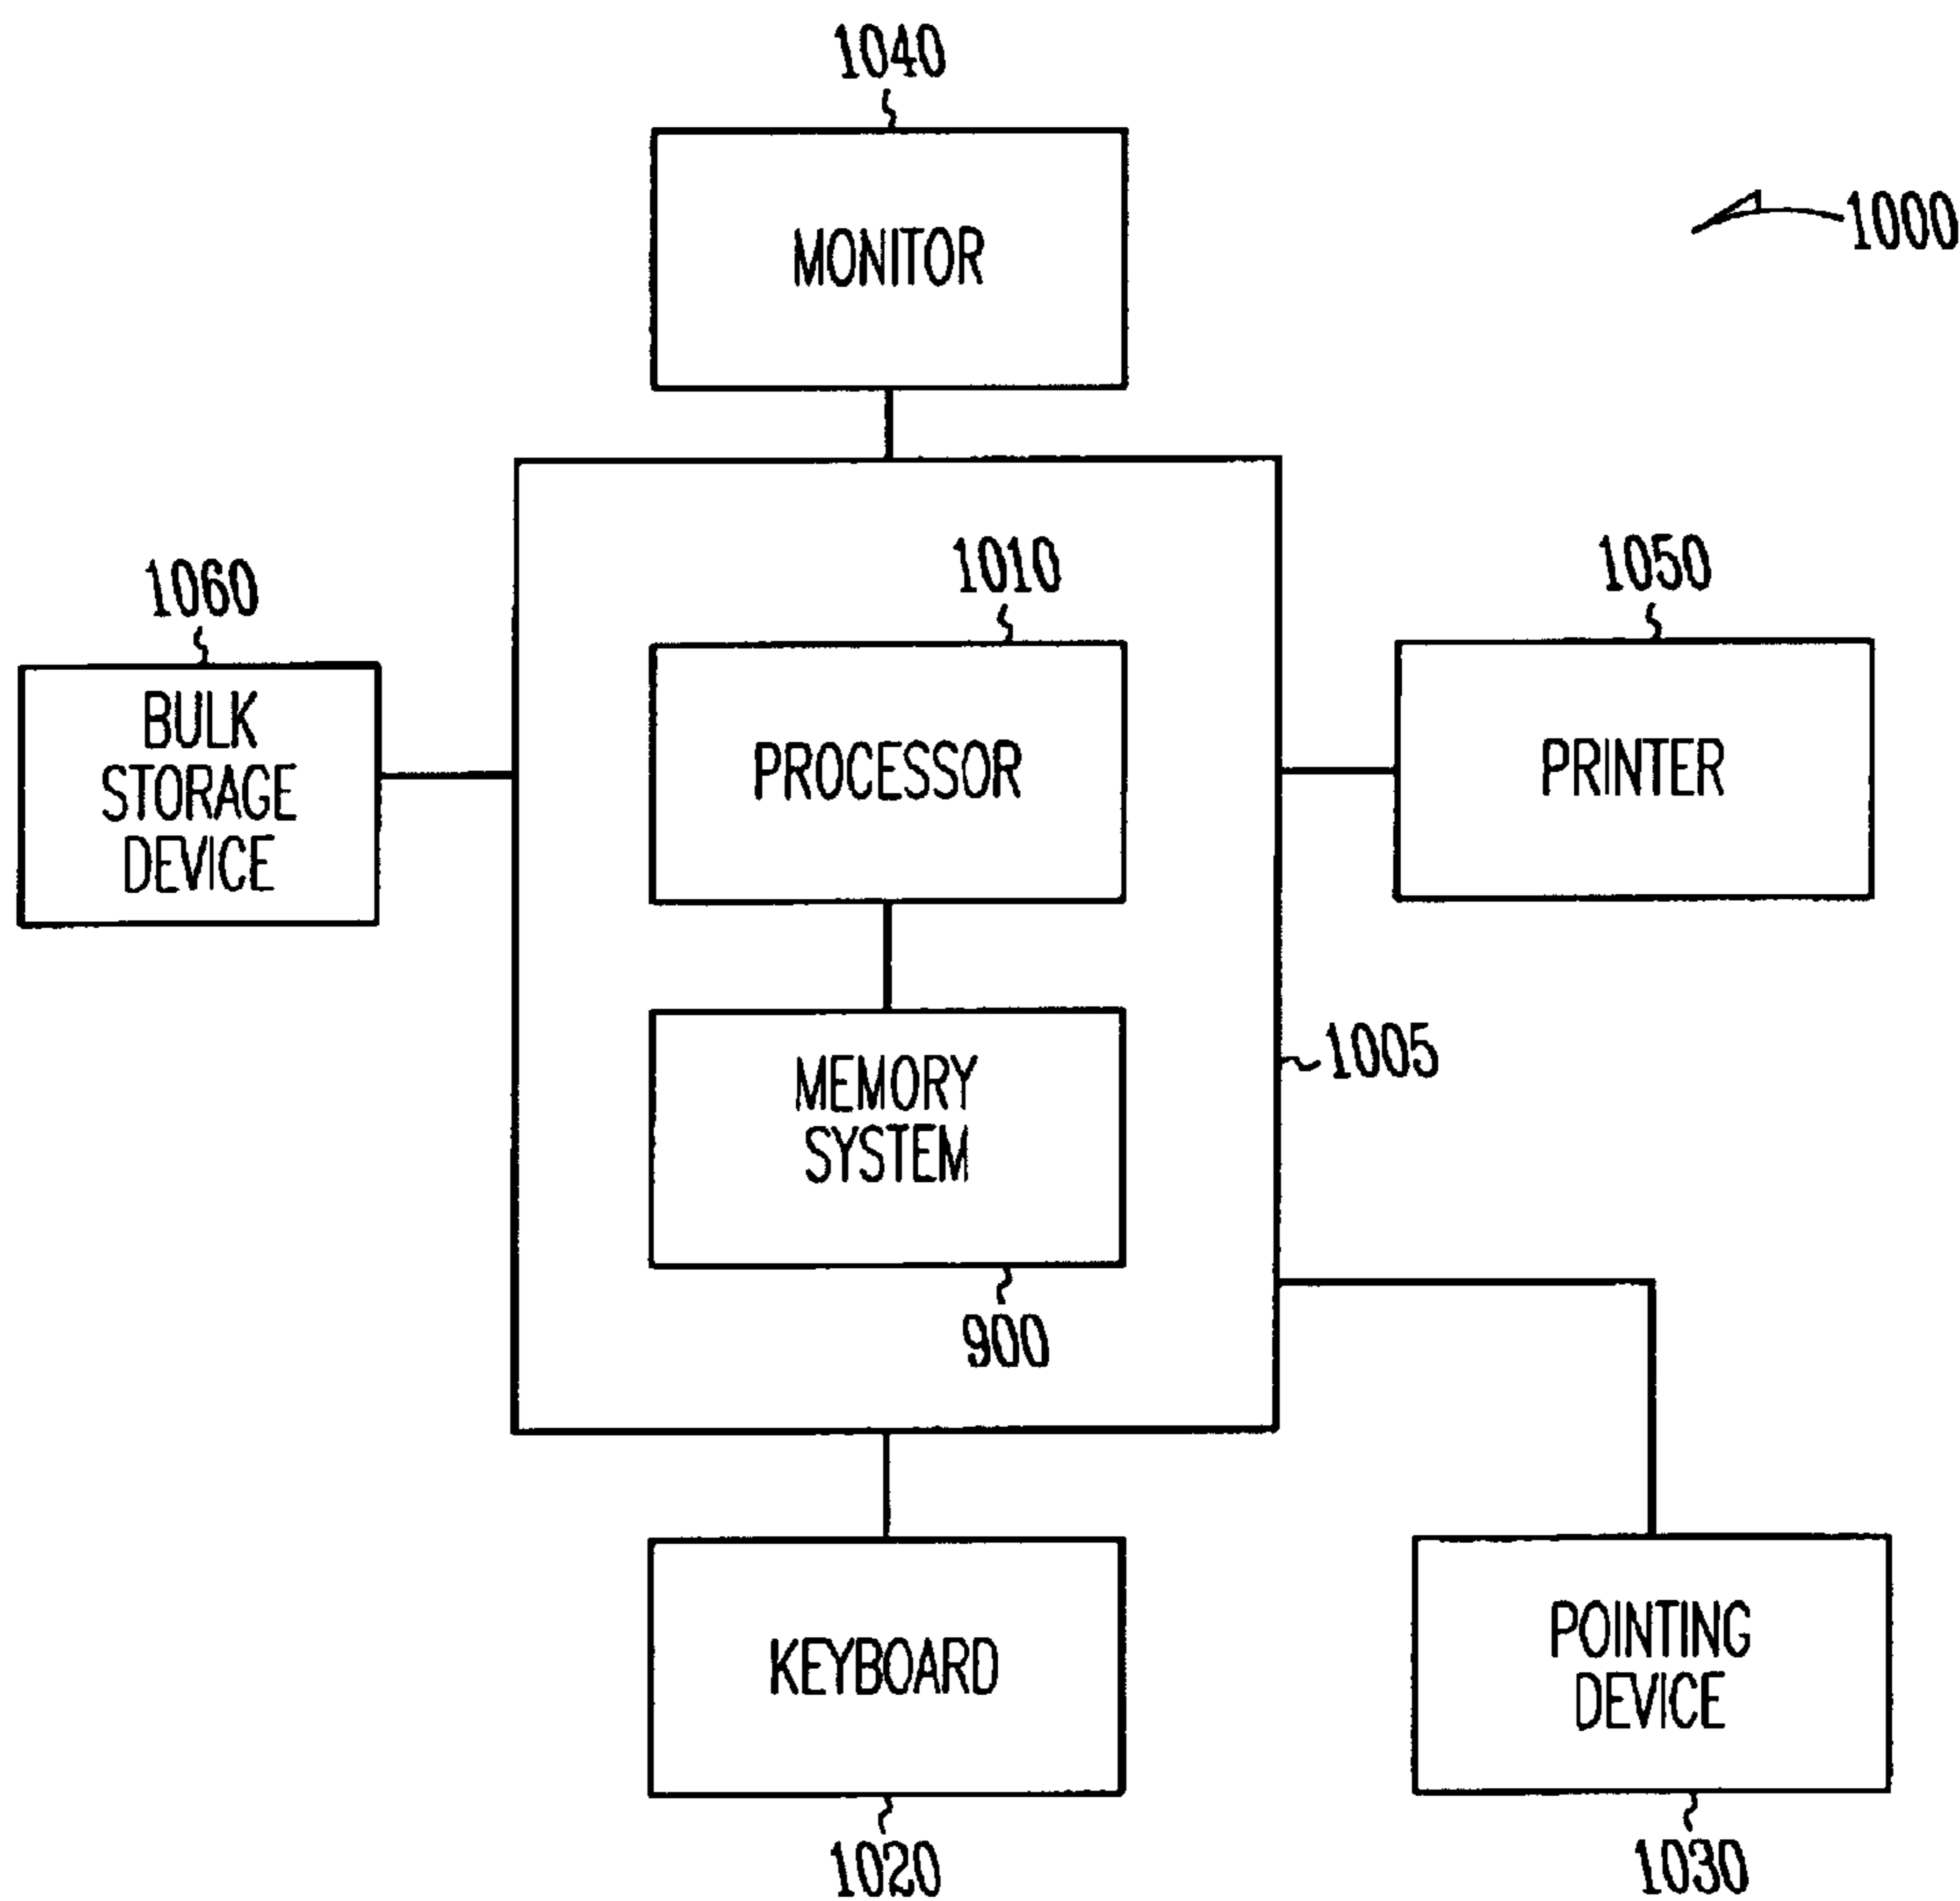 1040
MONITOR
1000
1060
BULK
STORAGE
DEVICE
1010
PROCESSOR
1050
PRINTER
MEMORY
SYSTEM
900
1005
KEYBOARD
1020
POINTING
DEVICE
1030